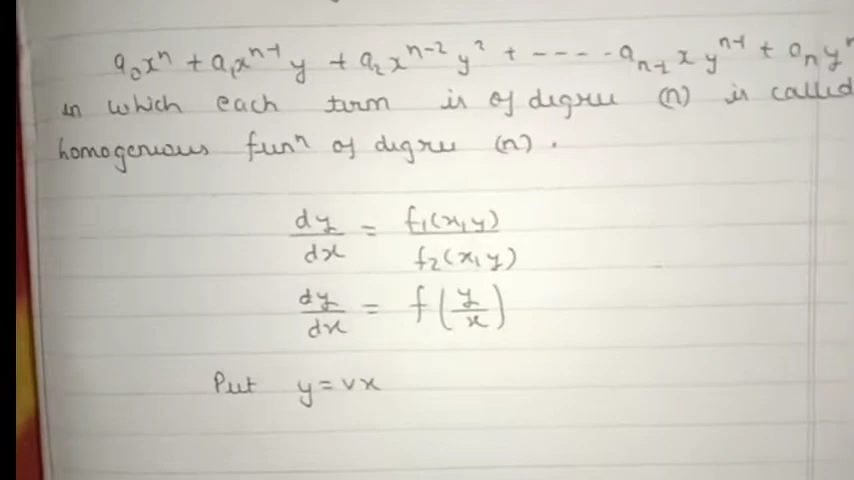 a₀xⁿ + a₁xⁿ⁻¹y + a₂xⁿ⁻²y² + ----- aₙ₋₁xyⁿ⁻¹ + aₙyⁿ
in which each term is of degree (n) is called
homogenuous funⁿ of degree (n).
dy/dx = f₁(x,y)/f₂(x,y)
dy/dx = f(y/x)
Put y=vx